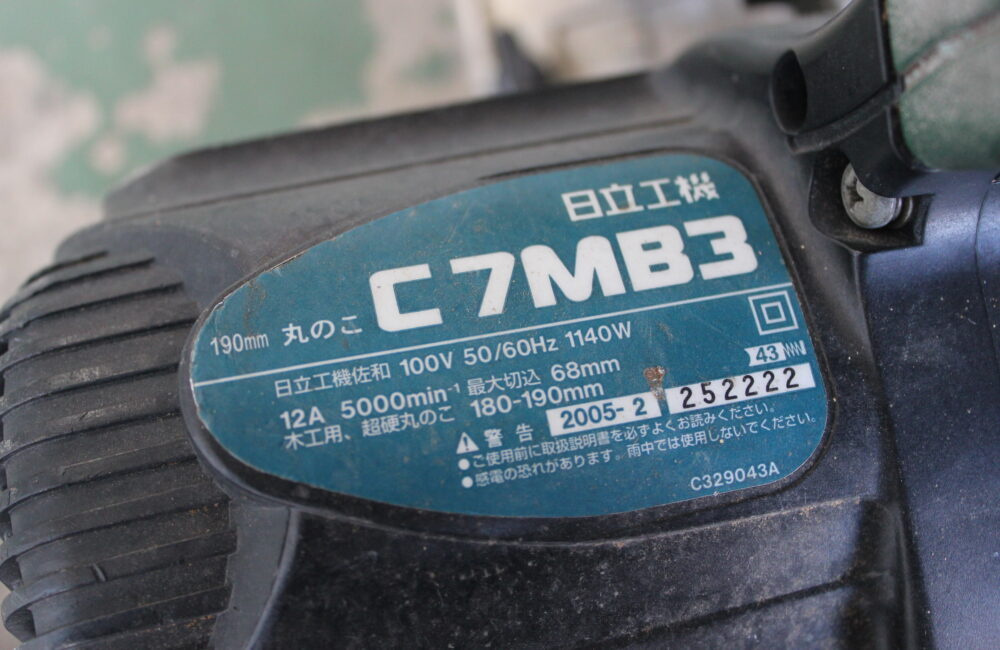 日立工機
C7MB3
190mm 丸のこ
日立工機佐和 100V 50/60Hz 1140W
12A 5000min⁻¹ 最大切込 68mm
43
木工用、超硬丸のこ 180-190mm
2005-2 252222
警告
●ご使用前に取扱説明書を必ずよくお読みください。
●感電の恐れがあります。雨中では使用しないでください。
C329043A